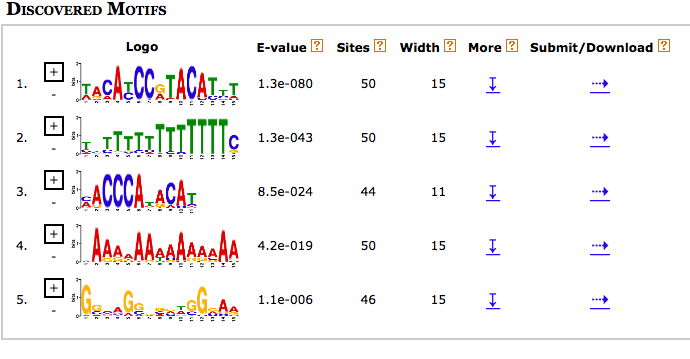 DISCOVERED MOTIFS
Logo E-value ? Sites ? Width ? More ? Submit/Download ?
1. + - 1.3e-080 50 15
2. + - 1.3e-043 50 15
3. + - 8.5e-024 44 11
4. + - 4.2e-019 50 15
5. + - 1.1e-006 46 15